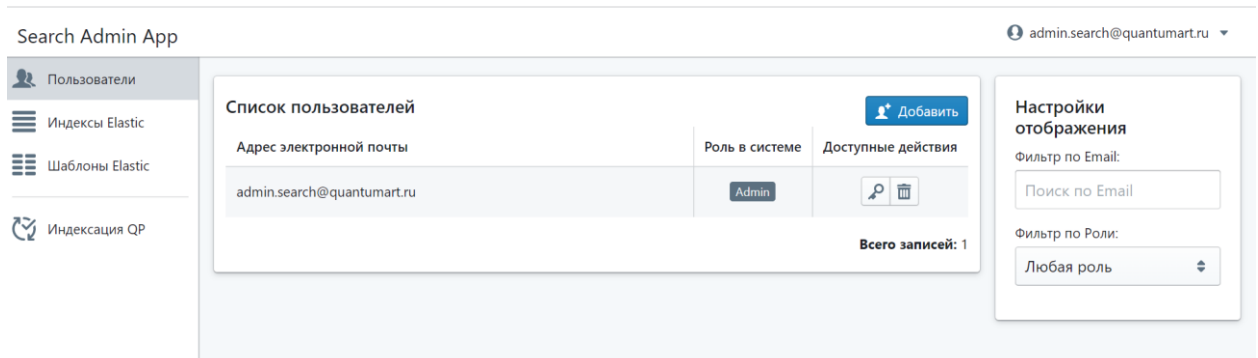 Search Admin App
admin.search@quantumart.ru
Пользователи
Индексы Elastic
Шаблоны Elastic
Индексация QP
Список пользователей
Добавить
Адрес электронной почты
Роль в системе
Доступные действия
admin.search@quantumart.ru
Admin
Всего записей: 1
Настройки
отображения
Фильтр по Email:
Поиск по Email
Фильтр по Роли:
Любая роль